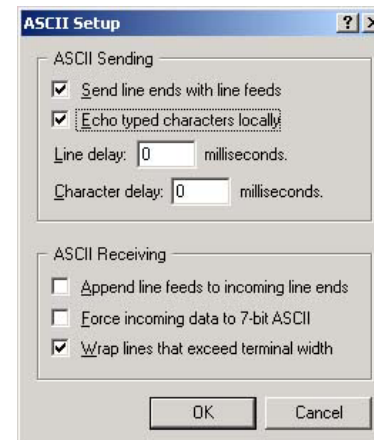 ASCII Setup
ASCII Sending
Send line ends with line feeds
Echo typed characters locally
Line delay: 0 milliseconds.
Character delay: 0 milliseconds.
ASCII Receiving
Append line feeds to incoming line ends
Force incoming data to 7-bit ASCII
Wrap lines that exceed terminal width
OK Cancel